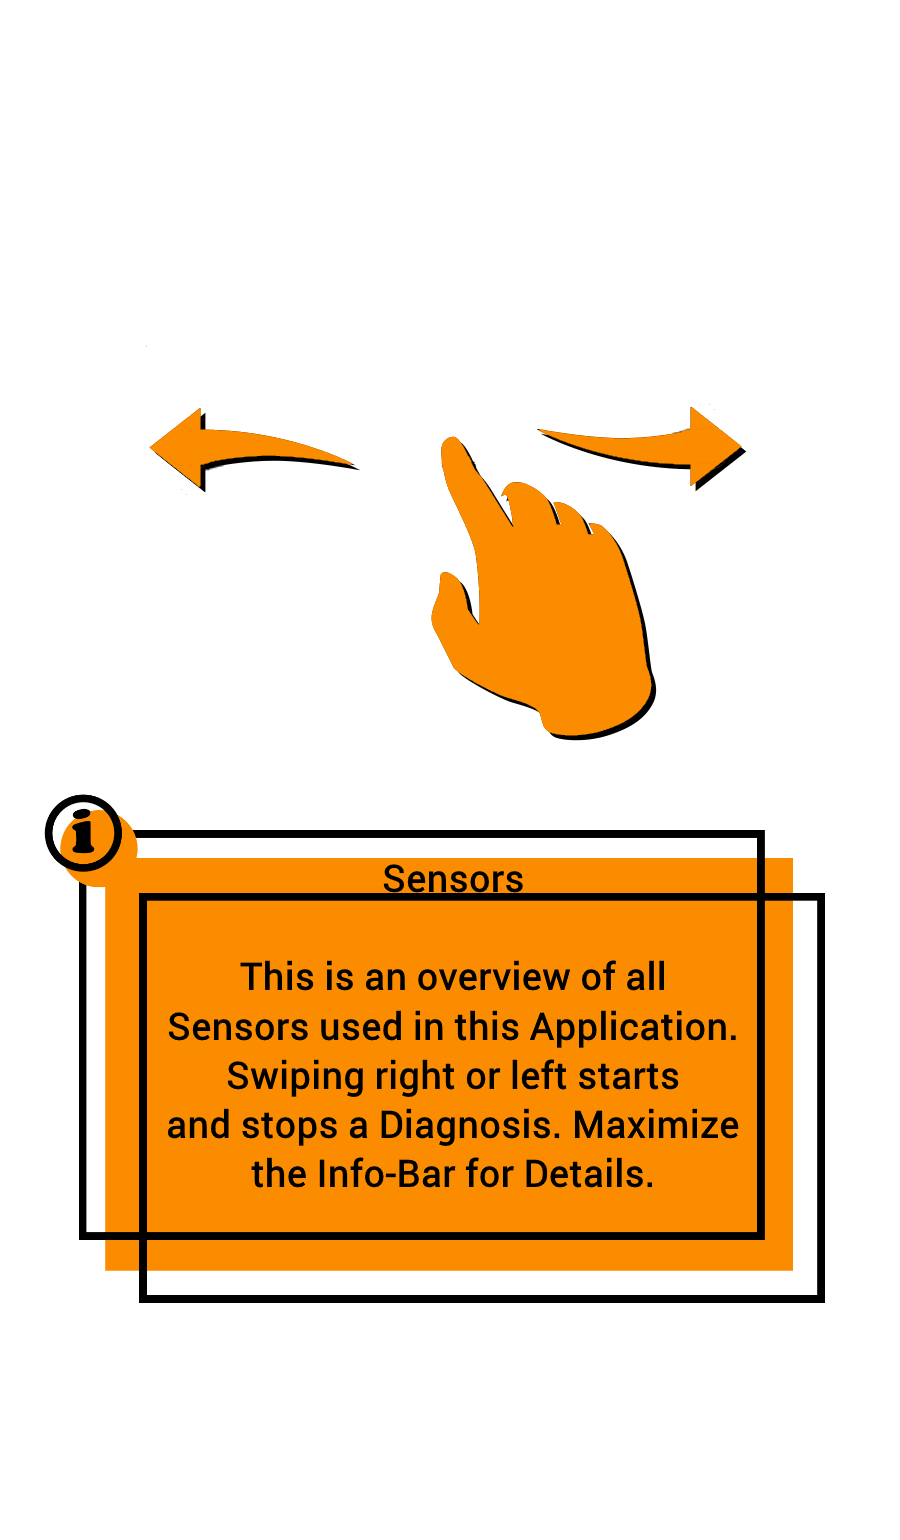 i
Sensors
This is an overview of all
Sensors used in this Application.
Swiping right or left starts
and stops a Diagnosis. Maximize
the Info-Bar for Details.